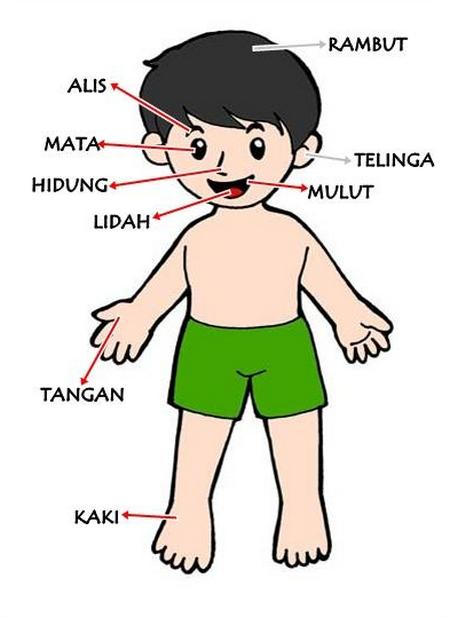 RAMBUT
ALIS
MATA
TELINGA
HIDUNG
MULUT
LIDAH
TANGAN
KAKI